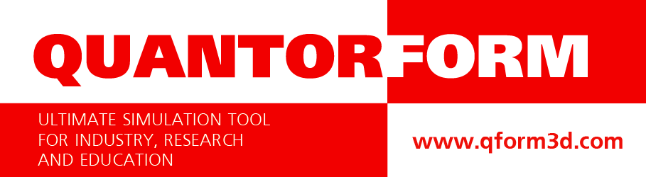 QUANTORFORM
ULTIMATE SIMULATION TOOL
FOR INDUSTRY, RESEARCH
AND EDUCATION
www.qform3d.com